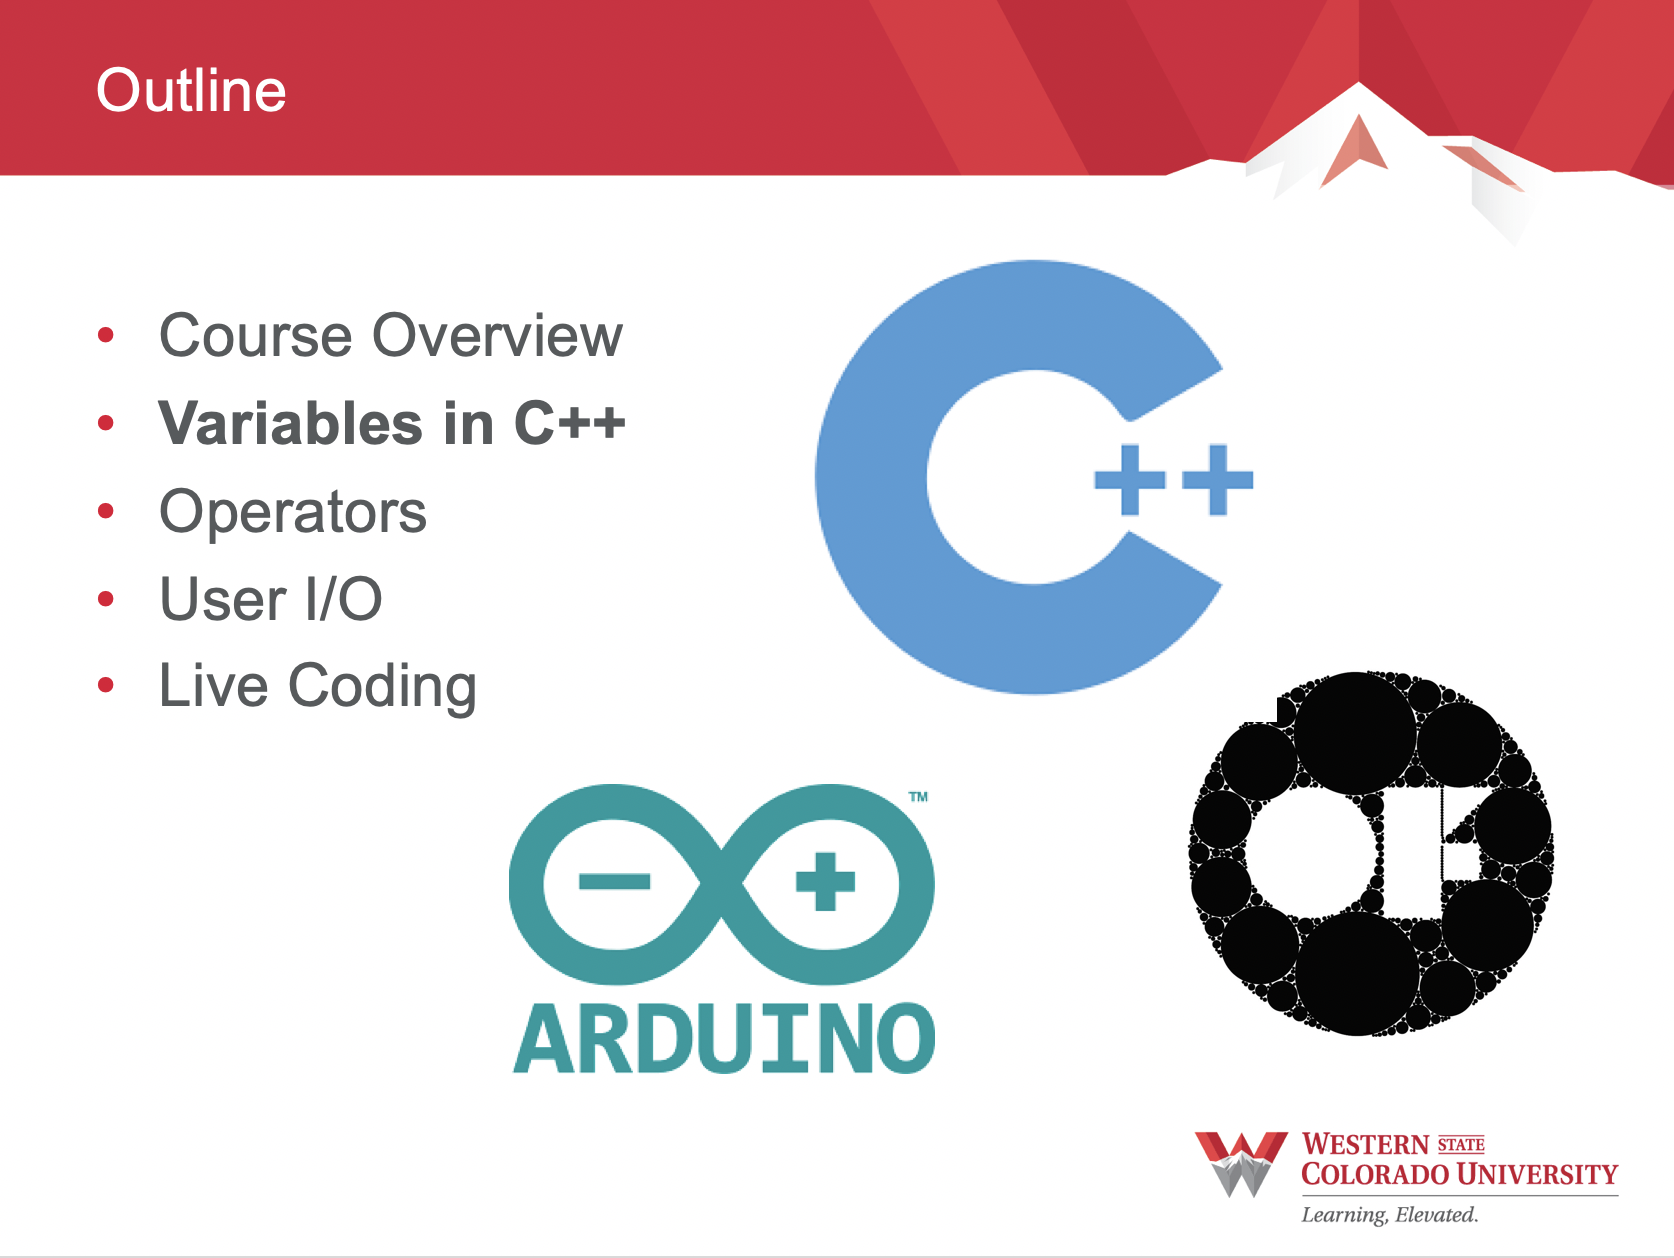 Outline
• Course Overview
• Variables in C++
• Operators
• User I/O
• Live Coding
C++
™
ARDUINO
WESTERN STATE
COLORADO UNIVERSITY
Learning, Elevated.